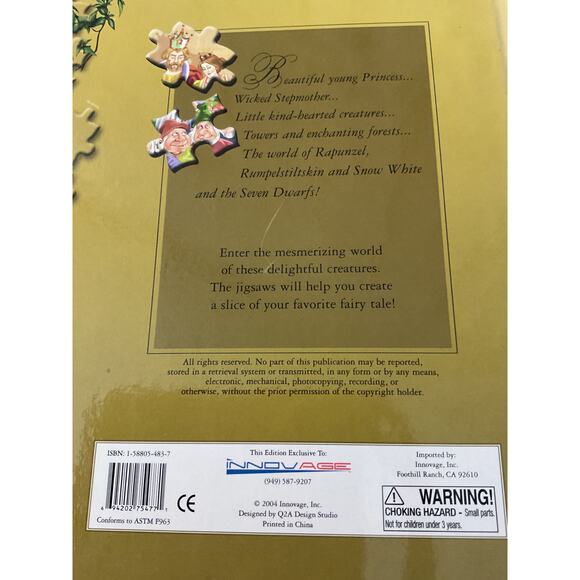 Beautiful young Princess...
Wicked Stepmother...
Little kind-hearted creatures...
Towers and enchanting forests...
The world of Rapunzel,
Rumpelstiltskin and Snow White
and the Seven Dwarfs!
Enter the mesmerizing world
of these delightful creatures.
The jigsaws will help you create
a slice of your favorite fairy tale!
All rights reserved. No part of this publication may be reported,
stored in a retrieval system or transmitted, in any form or by any means,
electronic, mechanical, photocopying, recording, or
otherwise, without the prior permission of the copyright holder.
ISBN: 1-58805-483-7
6 94202 75477 1
CE
Conforms to ASTM F963
This Edition Exclusive To:
INNOVAGE
(949) 587-9207
© 2004 Innovage, Inc.
Designed by Q2A Design Studio
Printed in China
Imported by:
Innovage, Inc.
Foothill Ranch, CA 92610
WARNING!
CHOKING HAZARD - Small parts.
Not for children under 3 years.